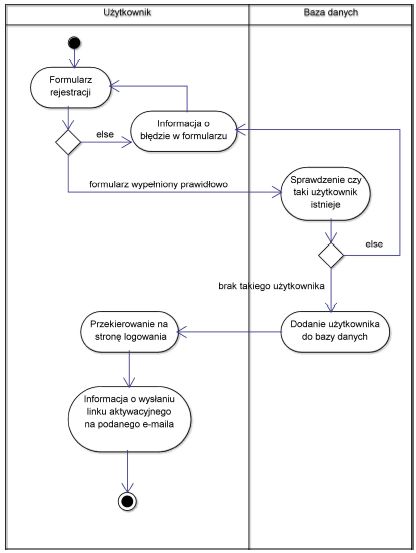 Użytkownik
Baza danych
Formularz
rejestracji
else
Informacja o
błędzie w formularzu
formularz wypełniony prawidłowo
Sprawdzenie czy
taki użytkownik
istnieje
else
brak takiego użytkownika
Przekierowanie na
stronę logowania
Dodanie użytkownika
do bazy danych
Informacja o wysłaniu
linku aktywacyjnego
na podanego e-maila